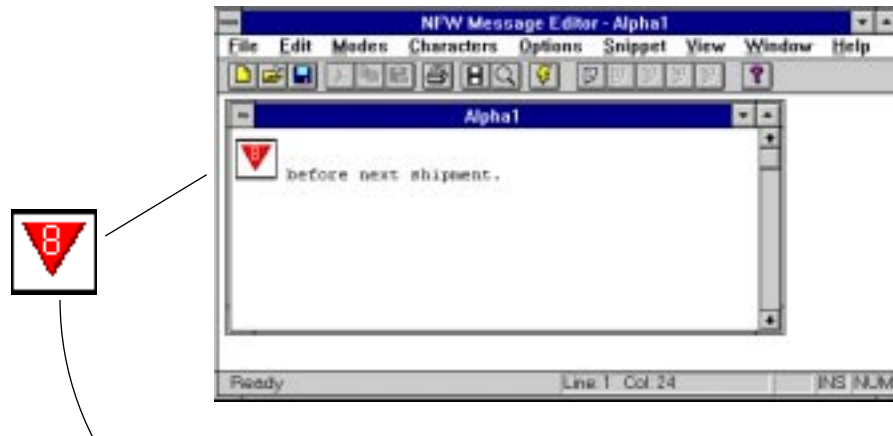 NFW Message Editor - Alpha1
File Edit Modes Characters Options Snippet View Window Help
Alpha1
8 before next shipment.
8
Ready Line: 1 Col: 24 INS NUM